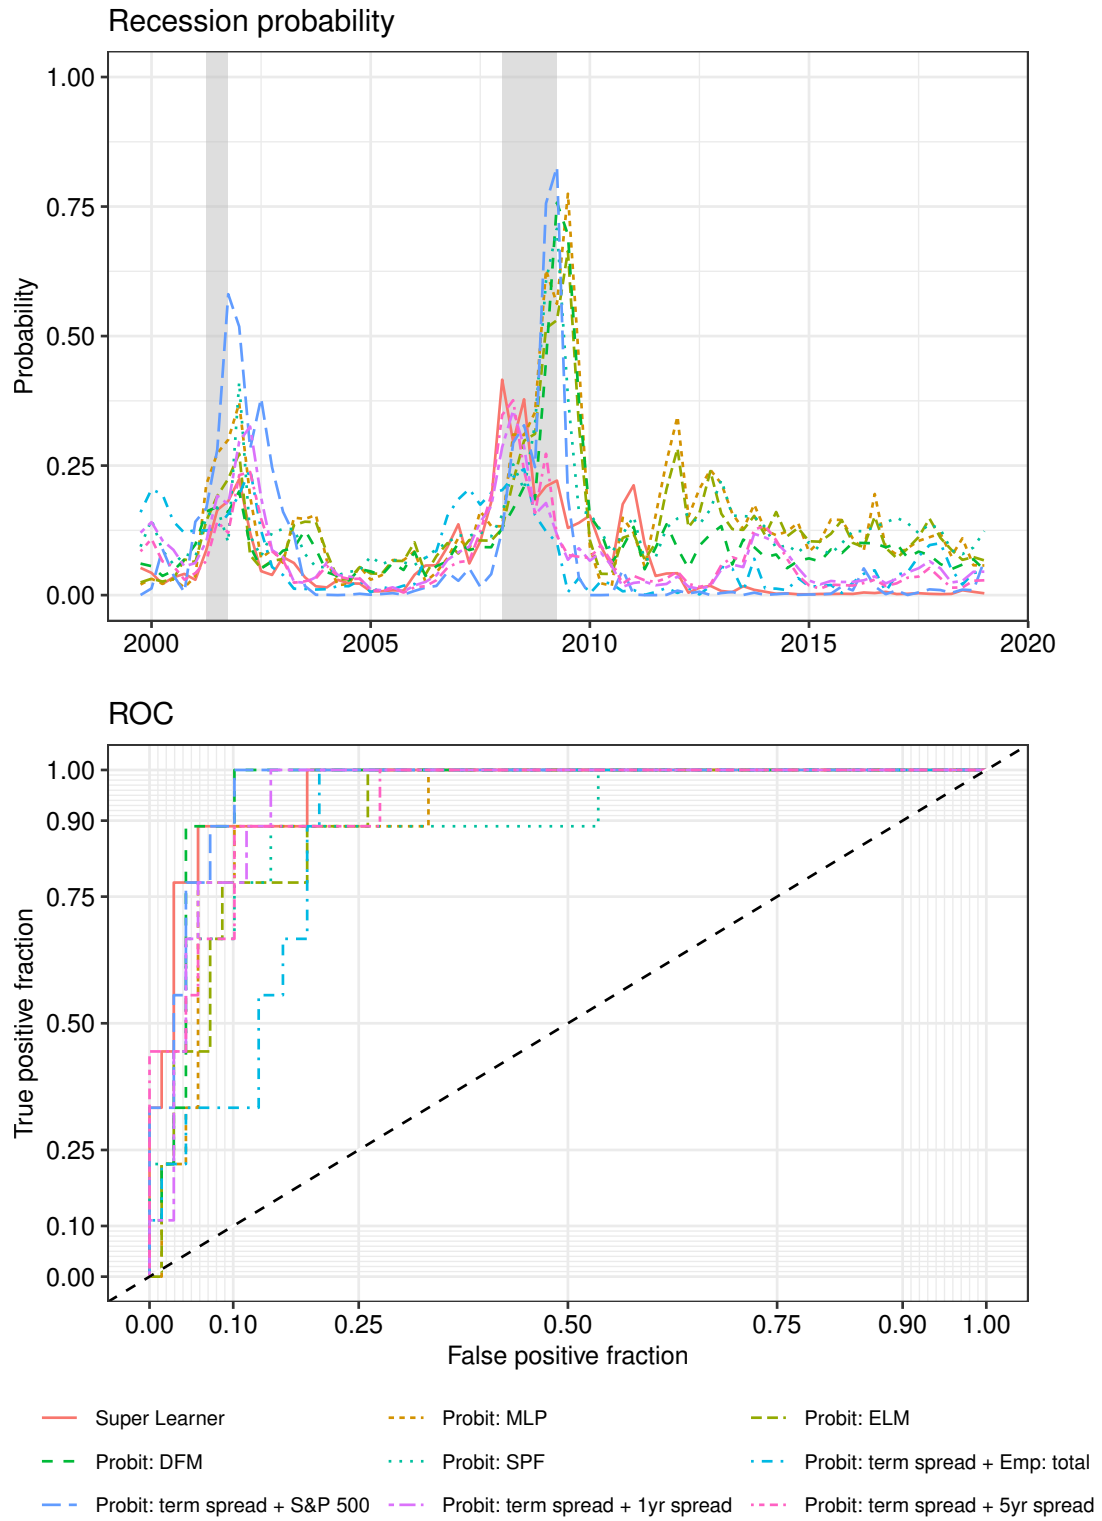 Recession probability
1.00
0.75
0.50
0.25
0.00
Probability
2000 2005 2010 2015 2020
ROC
1.00
0.90
0.75
0.50
0.25
0.10
0.00
True positive fraction
0.00 0.10 0.25 0.50 0.75 0.90 1.00
False positive fraction
Super Learner Probit: MLP Probit: ELM
Probit: DFM Probit: SPF Probit: term spread + Emp: total
Probit: term spread + S&P 500 Probit: term spread + 1yr spread Probit: term spread + 5yr spread